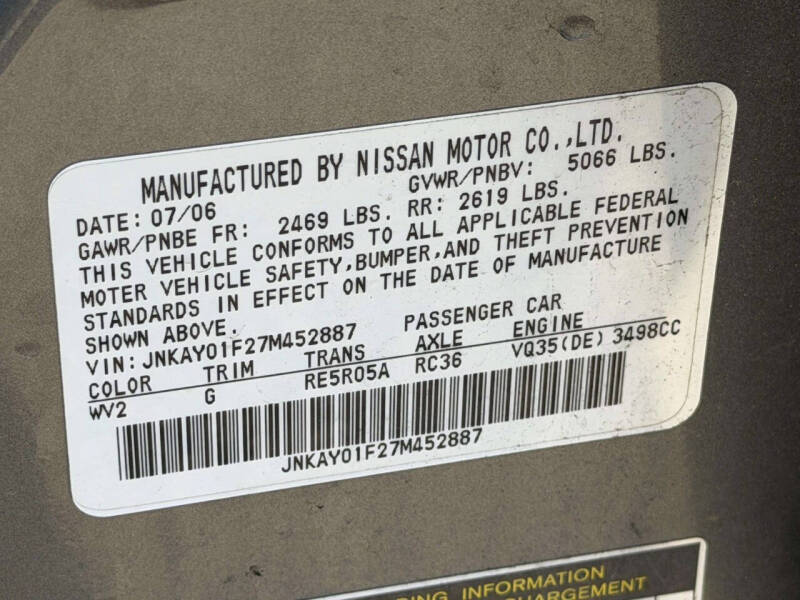 MANUFACTURED BY NISSAN MOTOR CO.,LTD.
DATE: 07/06 GVWR/PNBV: 5066 LBS.
GAWR/PNBE FR: 2469 LBS. RR: 2619 LBS.
THIS VEHICLE CONFORMS TO ALL APPLICABLE FEDERAL
MOTOR VEHICLE SAFETY,BUMPER,AND THEFT PREVENTION
STANDARDS IN EFFECT ON THE DATE OF MANUFACTURE
SHOWN ABOVE.
VIN: JNKAY01F27M452887 PASSENGER CAR
COLOR TRIM TRANS AXLE ENGINE
WV2 G RE5R05A RC36 VQ35(DE) 3498CC
JNKAY01F27M452887
INFORMATION